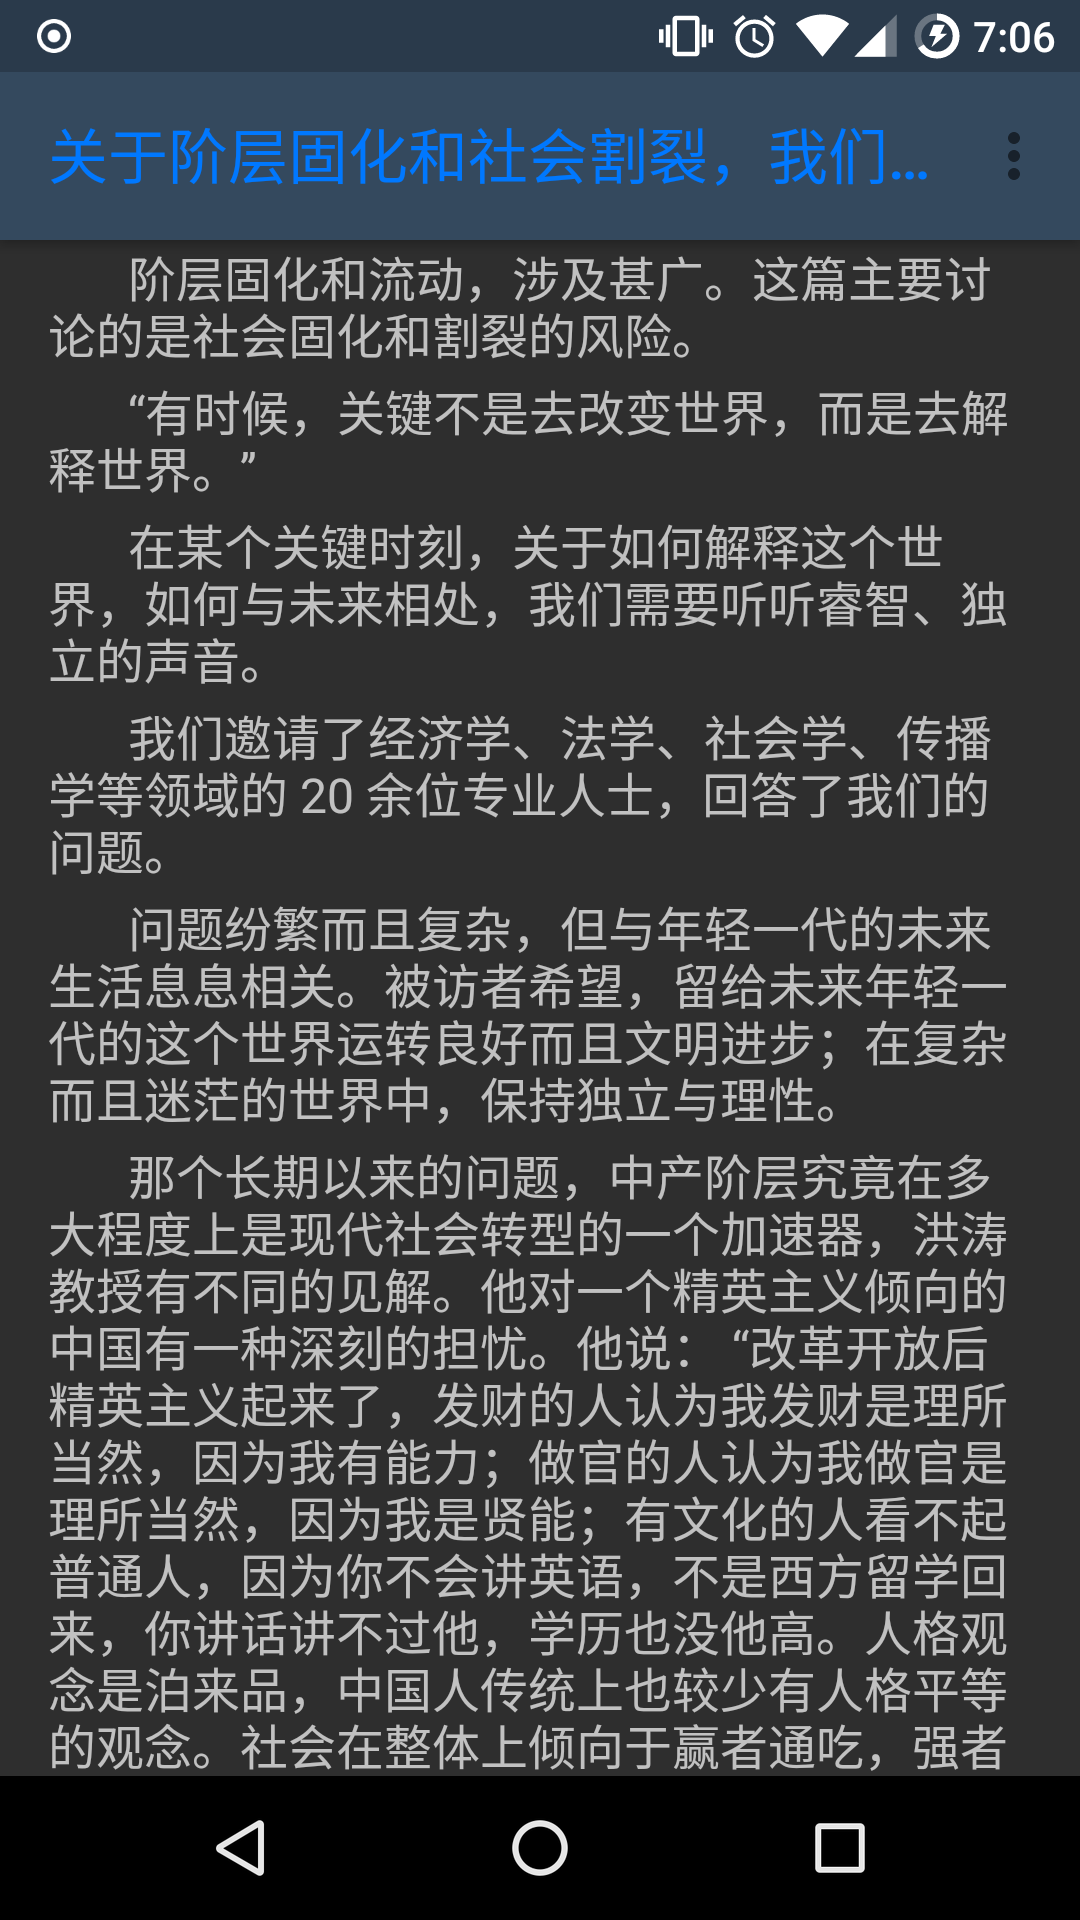 7:06
关于阶层固化和社会割裂，我们...
阶层固化和流动，涉及甚广。这篇主要讨
论的是社会固化和割裂的风险。
“有时候，关键不是去改变世界，而是去解
释世界。”
在某个关键时刻，关于如何解释这个世
界，如何与未来相处，我们需要听听睿智、独
立的声音。
我们邀请了经济学、法学、社会学、传播
学等领域的 20 余位专业人士，回答了我们的
问题。
问题纷繁而且复杂，但与年轻一代的未来
生活息息相关。被访者希望，留给未来年轻一
代的这个世界运转良好而且文明进步；在复杂
而且迷茫的世界中，保持独立与理性。
那个长期以来的问题，中产阶层究竟在多
大程度上是现代社会转型的一个加速器，洪涛
教授有不同的见解。他对一个精英主义倾向的
中国有一种深刻的担忧。他说： “改革开放后
精英主义起来了，发财的人认为我发财是理所
当然，因为我有能力；做官的人认为我做官是
理所当然，因为我是贤能；有文化的人看不起
普通人，因为你不会讲英语，不是西方留学回
来，你讲话讲不过他，学历也没他高。人格观
念是泊来品，中国人传统上也较少有人格平等
的观念。社会在整体上倾向于赢者通吃，强者